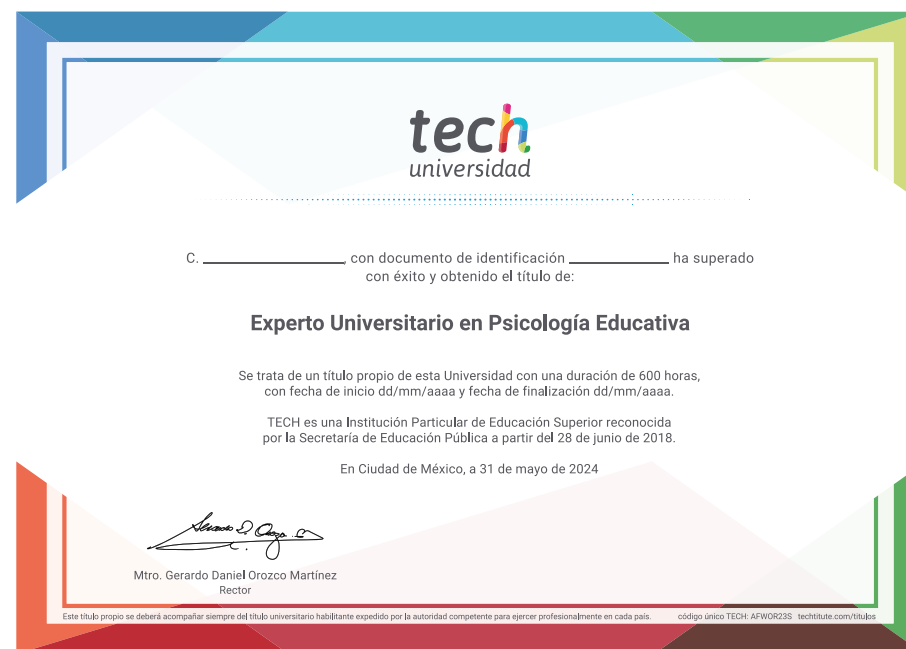 tech
universidad
C. ______________, con documento de identificación __________ ha superado
con éxito y obtenido el título de:
Experto Universitario en Psicología Educativa
Se trata de un título propio de esta Universidad con una duración de 600 horas,
con fecha de inicio dd/mm/aaaa y fecha de finalización dd/mm/aaaa.
TECH es una Institución Particular de Educación Superior reconocida
por la Secretaría de Educación Pública a partir del 28 de junio de 2018.
En Ciudad de México, a 31 de mayo de 2024
Mtro. Gerardo Daniel Orozco Martínez
Rector
Este título propio se deberá acompañar siempre del título universitario habilitante expedido por la autoridad competente para ejercer profesionalmente en cada país. código único TECH: AFWOR23S techtitute.com/titulos